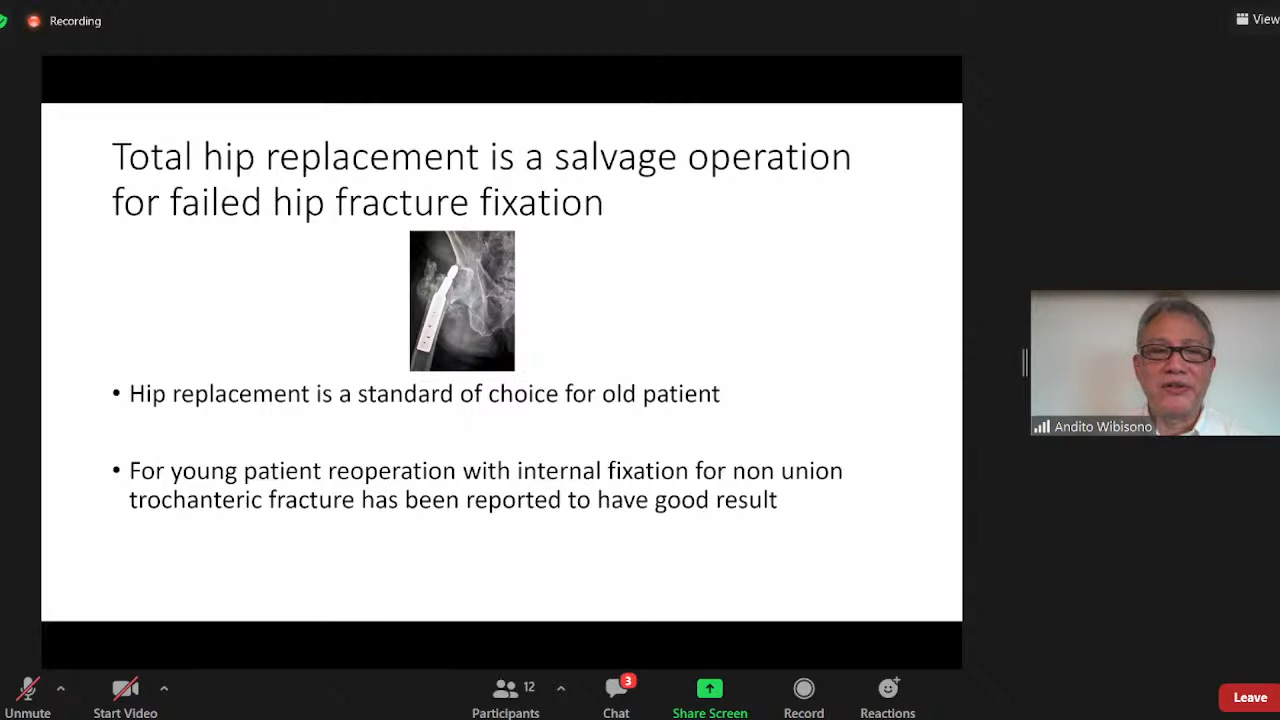 Recording
View
Total hip replacement is a salvage operation
for failed hip fracture fixation
• Hip replacement is a standard of choice for old patient
• For young patient reoperation with internal fixation for non union
trochanteric fracture has been reported to have good result
Andito Wibisono
12
3
Unmute
Start Video
Participants
Chat
Share Screen
Record
Reactions
Leave